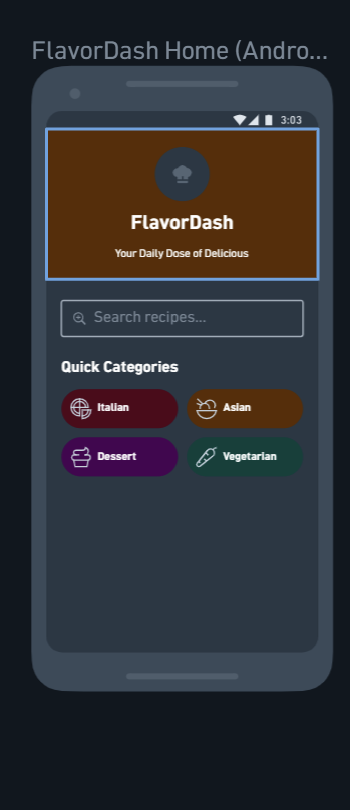 FlavorDash Home (Andro...
3:03
FlavorDash
Your Daily Dose of Delicious
Search recipes...
Quick Categories
Italian
Asian
Dessert
Vegetarian